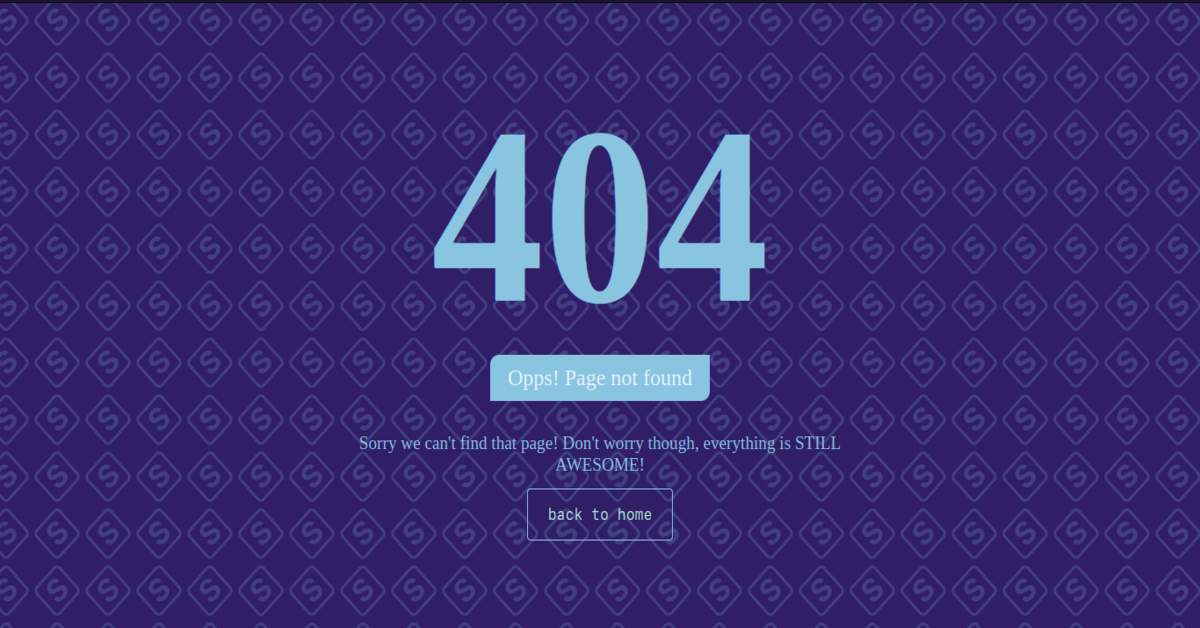 404
Opps! Page not found
Sorry we can't find that page! Don't worry though, everything is STILL
AWESOME!
back to home